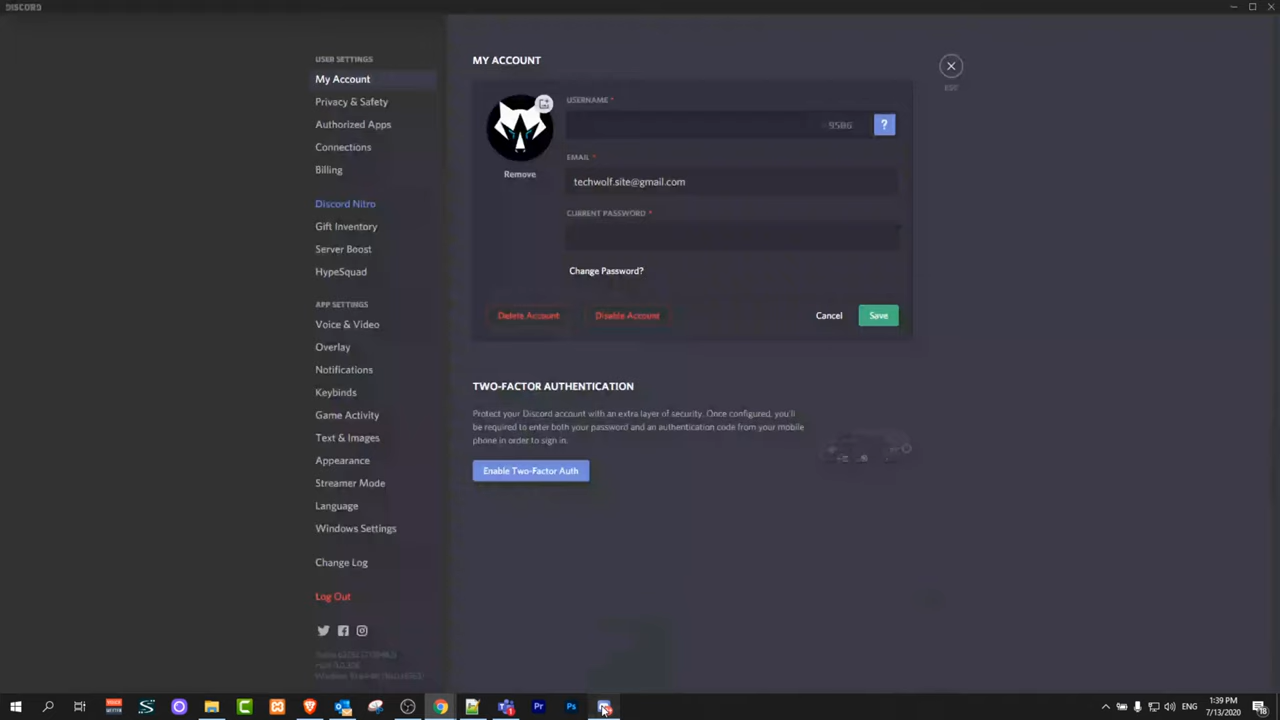 DISCORD
USER SETTINGS
My Account
Privacy & Safety
Authorized Apps
Connections
Billing
Discord Nitro
Gift Inventory
Server Boost
HypeSquad
APP SETTINGS
Voice & Video
Overlay
Notifications
Keybinds
Game Activity
Text & Images
Appearance
Streamer Mode
Language
Windows Settings
Change Log
Log Out
MY ACCOUNT
Remove
USERNAME *
9586
?
EMAIL *
techwolf.site@gmail.com
CURRENT PASSWORD *
Change Password?
Delete Account
Disable Account
Cancel
Save
TWO-FACTOR AUTHENTICATION
Protect your Discord account with an extra layer of security. Once configured, you'll
be required to enter both your password and an authentication code from your mobile
phone in order to sign in.
Enable Two-Factor Auth
Pr
Ps
ENG
1:39 PM
7/13/2020